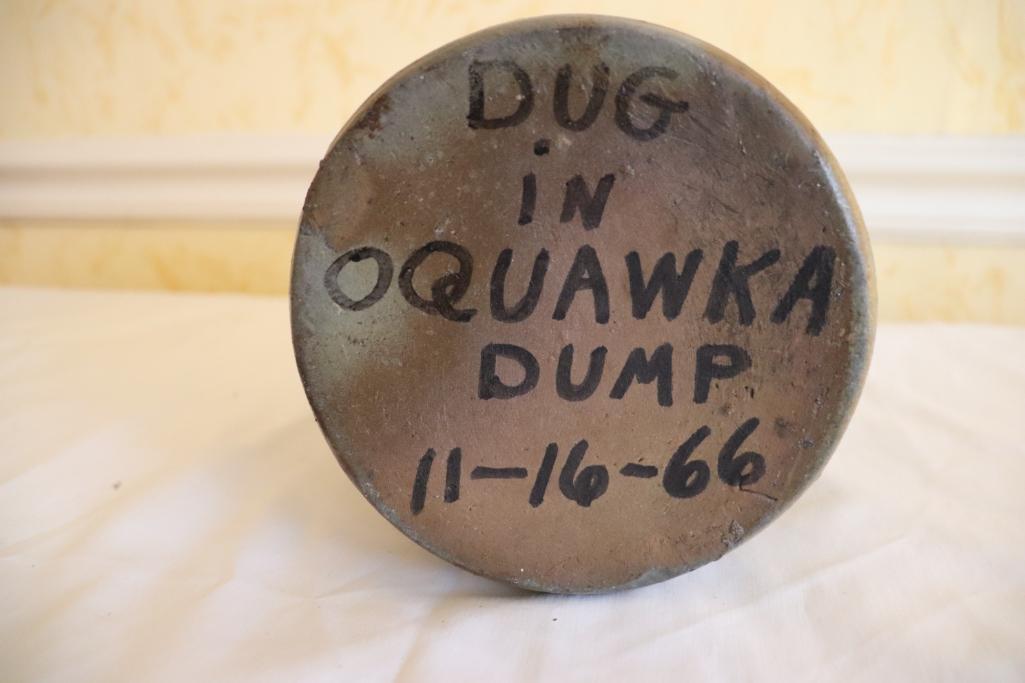 DUG
iN
OQUAWKA
DUMP
11-16-66